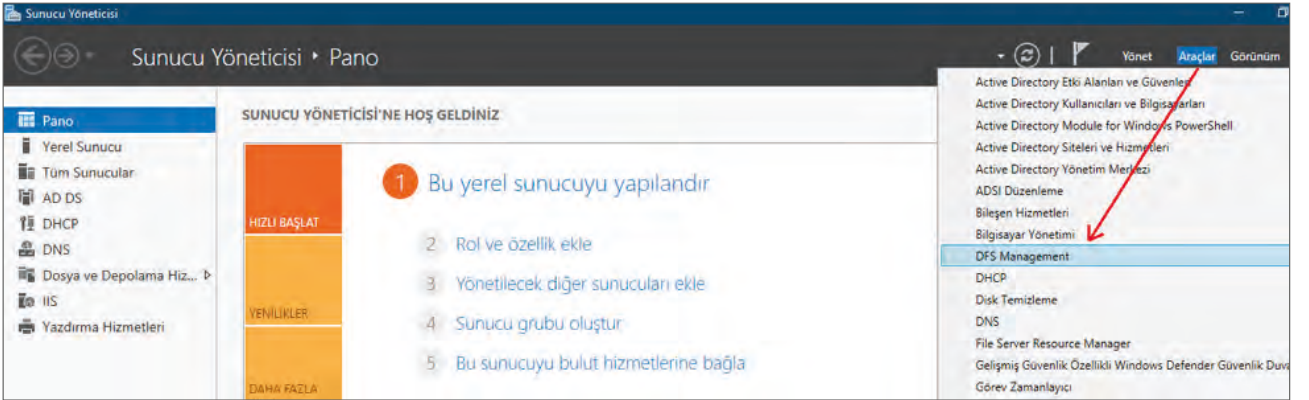 Sunucu Yöneticisi
Sunucu Yöneticisi ‣ Pano
Yönet Araçlar Görünüm
Pano
Yerel Sunucu
Tüm Sunucular
AD DS
DHCP
DNS
Dosya ve Depolama Hiz...
IIS
Yazdırma Hizmetleri
SUNUCU YÖNETİCİSİ'NE HOŞ GELDİNİZ
HIZLI BAŞLAT
YENİLİKLER
DAHA FAZLA
1 Bu yerel sunucuyu yapılandır
2 Rol ve özellik ekle
3 Yönetilecek diğer sunucuları ekle
4 Sunucu grubu oluştur
5 Bu sunucuyu bulut hizmetlerine bağla
Active Directory Etki Alanları ve Güvenler
Active Directory Kullanıcıları ve Bilgisayarları
Active Directory Module for Windows PowerShell
Active Directory Siteleri ve Hizmetleri
Active Directory Yönetim Merkezi
ADSI Düzenleme
Bileşen Hizmetleri
Bilgisayar Yönetimi
DFS Management
DHCP
Disk Temizleme
DNS
File Server Resource Manager
Gelişmiş Güvenlik Özellikli Windows Defender Güvenlik Duva
Görev Zamanlayıcı